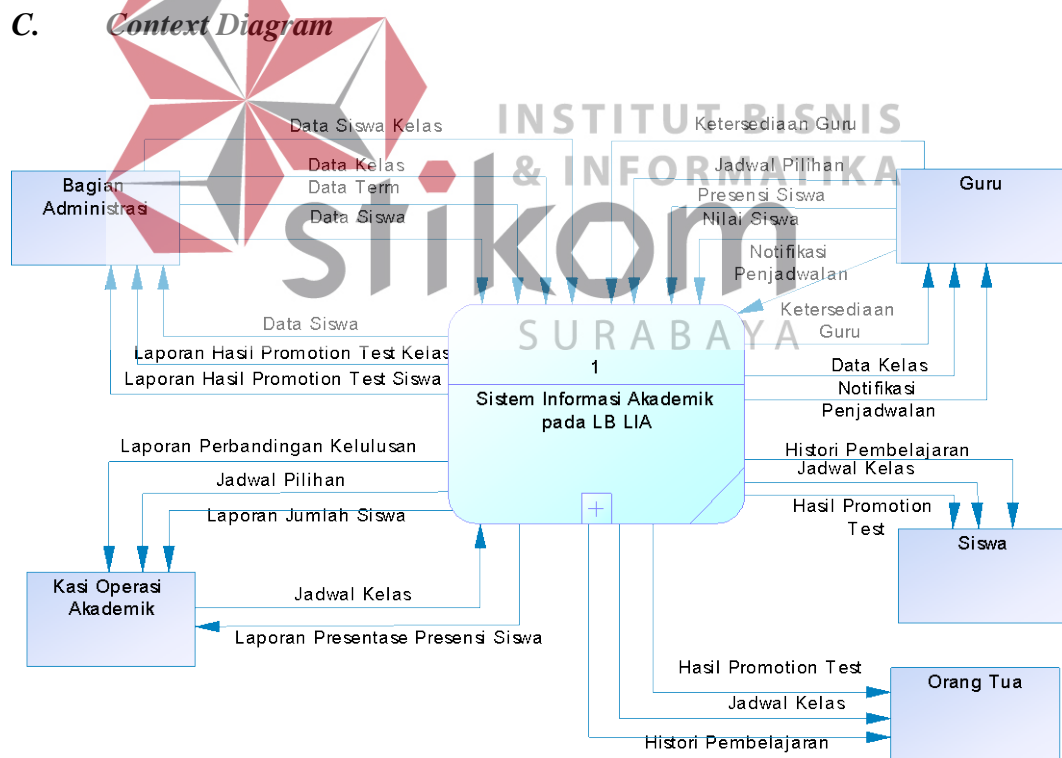 C. Context Diagram
INSTITUT BISNIS
& INFORMATIKA
stikom
SURABAYA
Data Siswa Kelas
Data Kelas
Data Term
Data Siswa
Bagian
Administrasi
Data Siswa
Laporan Hasil Promotion Test Kelas
Laporan Hasil Promotion Test Siswa
Ketersediaan Guru
Jadwal Pilihan
Presensi Siswa
Nilai Siswa
Notifikasi
Penjadwalan
Guru
Ketersediaan
Guru
Data Kelas
Notifikasi
Penjadwalan
1
Sistem Informasi Akademik
pada LB LIA
+
Laporan Perbandingan Kelulusan
Jadwal Pilihan
Laporan Jumlah Siswa
Kasi Operasi
Akademik
Jadwal Kelas
Laporan Presentase Presensi Siswa
Histori Pembelajaran
Jadwal Kelas
Hasil Promotion
Test
Siswa
Hasil Promotion Test
Jadwal Kelas
Histori Pembelajaran
Orang Tua